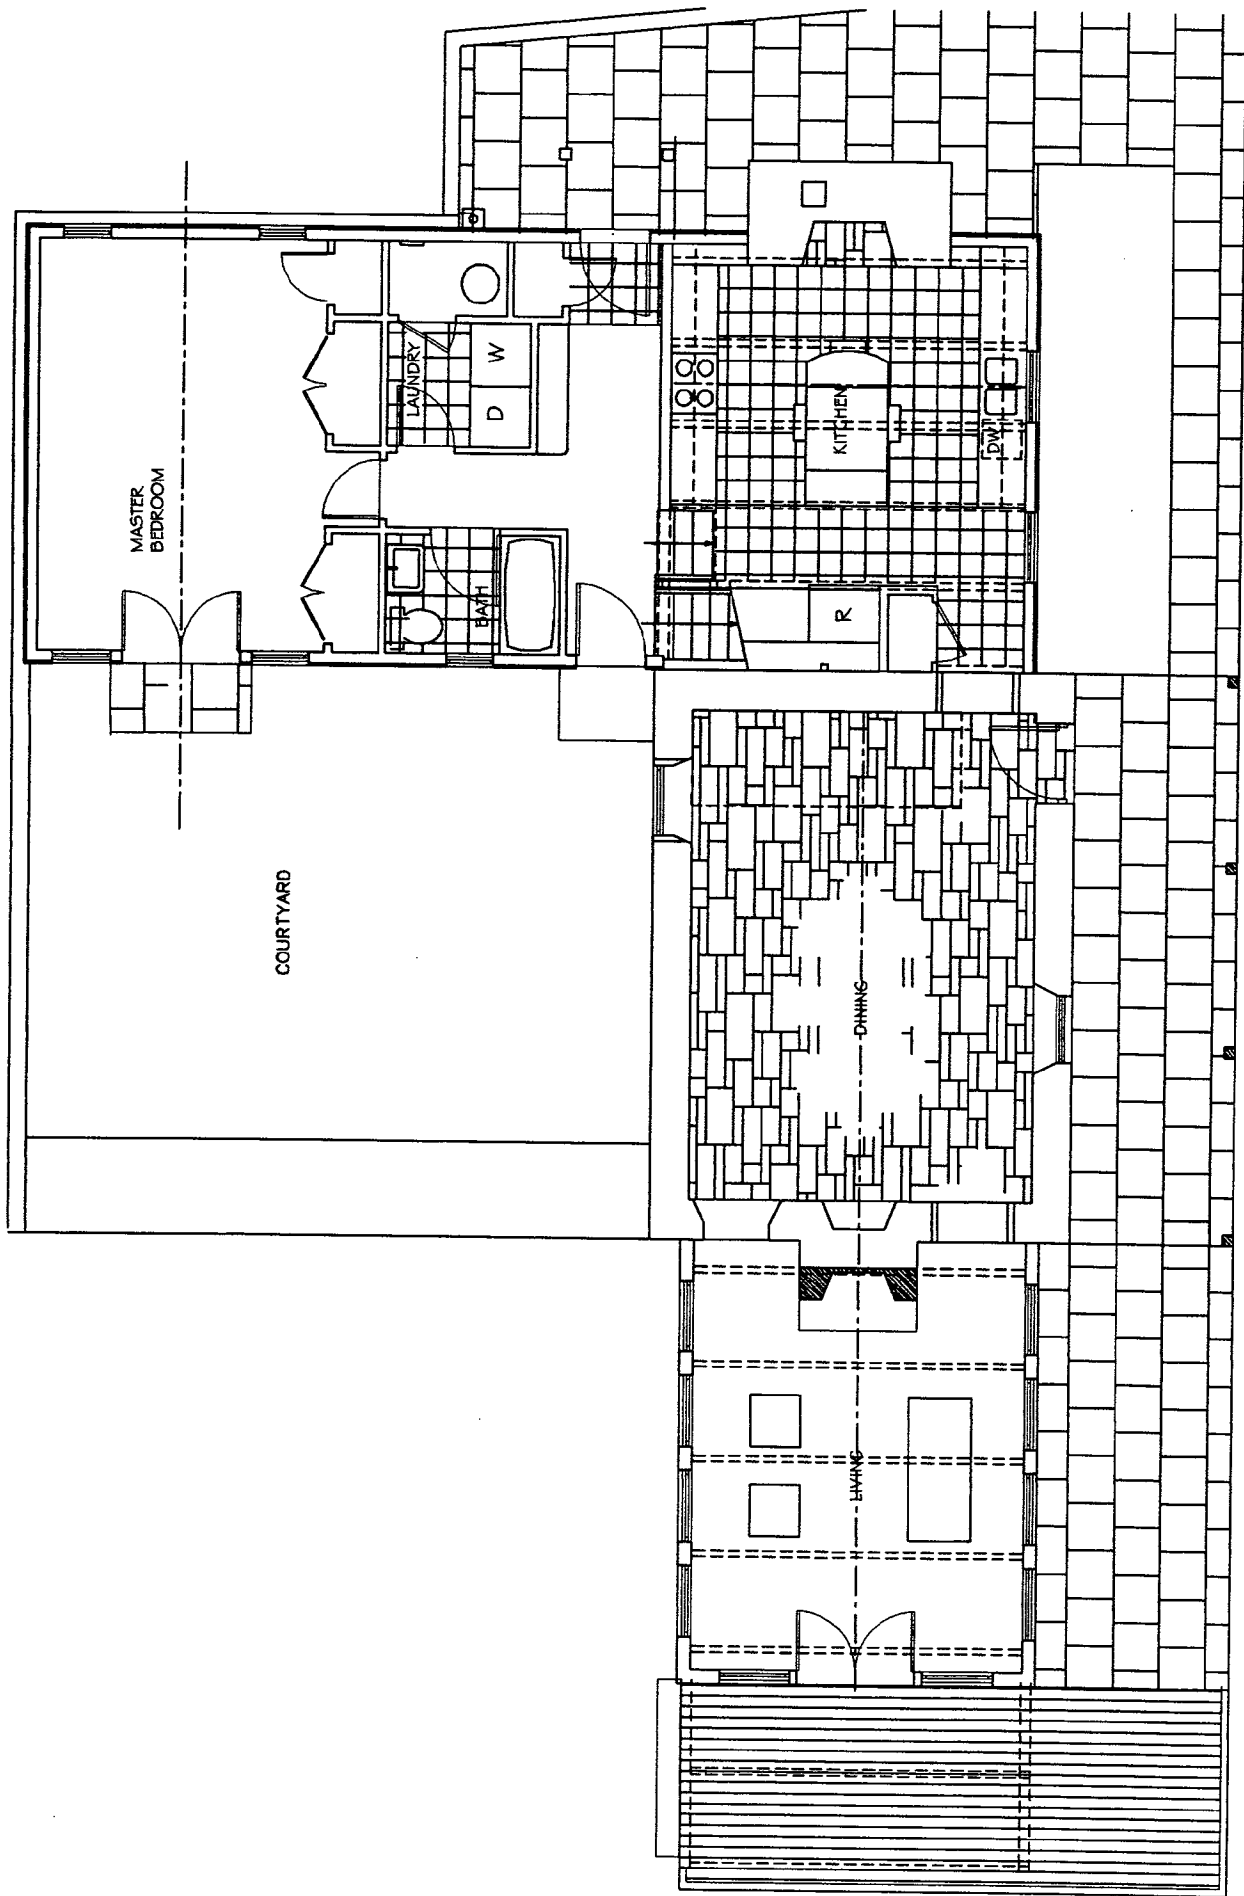 MASTER
BEDROOM
LAUNDRY
W
D
BATH
KITCHEN
DW
R
COURTYARD
DINING
LIVING